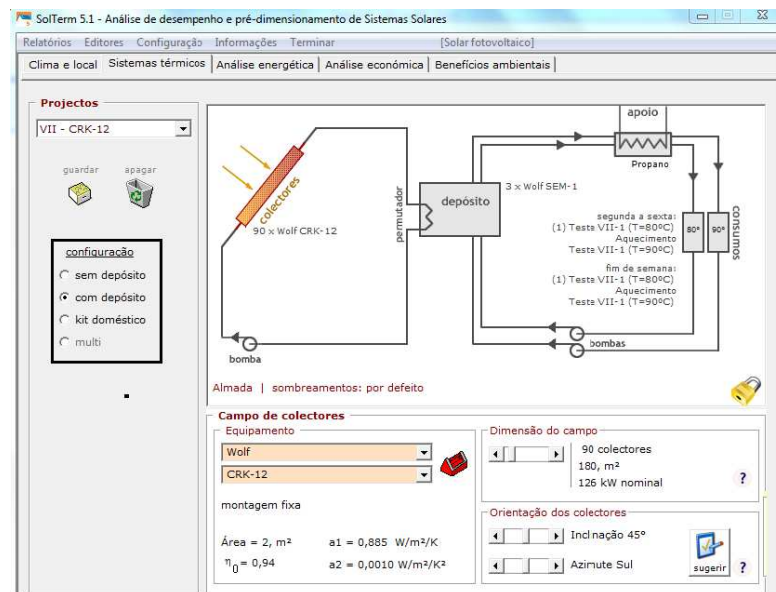 SolTerm 5.1 - Análise de desempenho e pré-dimensionamento de Sistemas Solares
Relatórios Editores Configuração Informações Terminar [Solar fotovoltaico]
Clima e local Sistemas térmicos Análise energética Análise económica Benefícios ambientais
Projectos
VII - CRK-12
guardar apagar
configuração
sem depósito
com depósito
kit doméstico
multi
colectores
90 x Wolf CRK-12
bomba
permutador
depósito
3 x Wolf SEM-1
apoio
Propano
segunda a sexta:
(1) Teste VII-1 (T=80ºC)
Aquecimento
Teste VII-1 (T=90ºC)
fim de semana:
(1) Teste VII-1 (T=80ºC)
Aquecimento
Teste VII-1 (T=90ºC)
80º 90º
consumos
bombas
Almada | sombreamentos: por defeito
Campo de colectores
Equipamento
Wolf
CRK-12
montagem fixa
Área = 2, m² a1 = 0,885 W/m²/K
η0 = 0,94 a2 = 0,0010 W/m²/K²
Dimensão do campo
90 colectores
180, m²
126 kW nominal
?
Orientação dos colectores
Inclinação 45°
Azimute Sul
sugerir ?